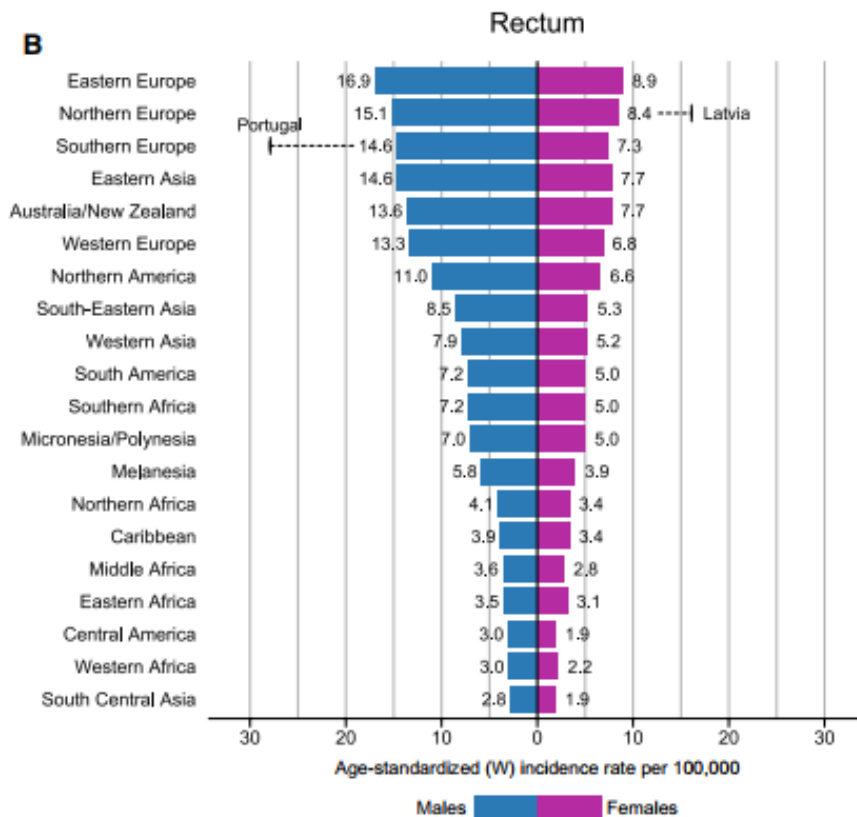 Rectum
B
Eastern Europe 16.9 8.9
Northern Europe 15.1 8.4 Latvia
Portugal
Southern Europe 14.6 7.3
Eastern Asia 14.6 7.7
Australia/New Zealand 13.6 7.7
Western Europe 13.3 6.8
Northern America 11.0 6.6
South-Eastern Asia 8.5 5.3
Western Asia 7.9 5.2
South America 7.2 5.0
Southern Africa 7.2 5.0
Micronesia/Polynesia 7.0 5.0
Melanesia 5.8 3.9
Northern Africa 4.1 3.4
Caribbean 3.9 3.4
Middle Africa 3.6 2.8
Eastern Africa 3.5 3.1
Central America 3.0 1.9
Western Africa 3.0 2.2
South Central Asia 2.8 1.9
30 20 10 0 10 20 30
Age-standardized (W) incidence rate per 100,000
Males Females